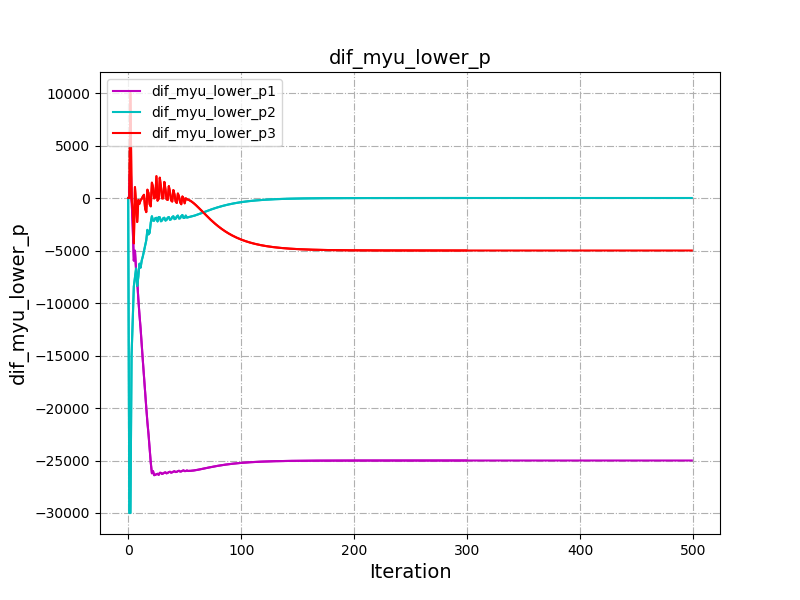 dif_myu_lower_p
dif_myu_lower_p1
dif_myu_lower_p2
dif_myu_lower_p3
10000
5000
0
−5000
−10000
−15000
−20000
−25000
−30000
dif_myu_lower_p
0 100 200 300 400 500
Iteration